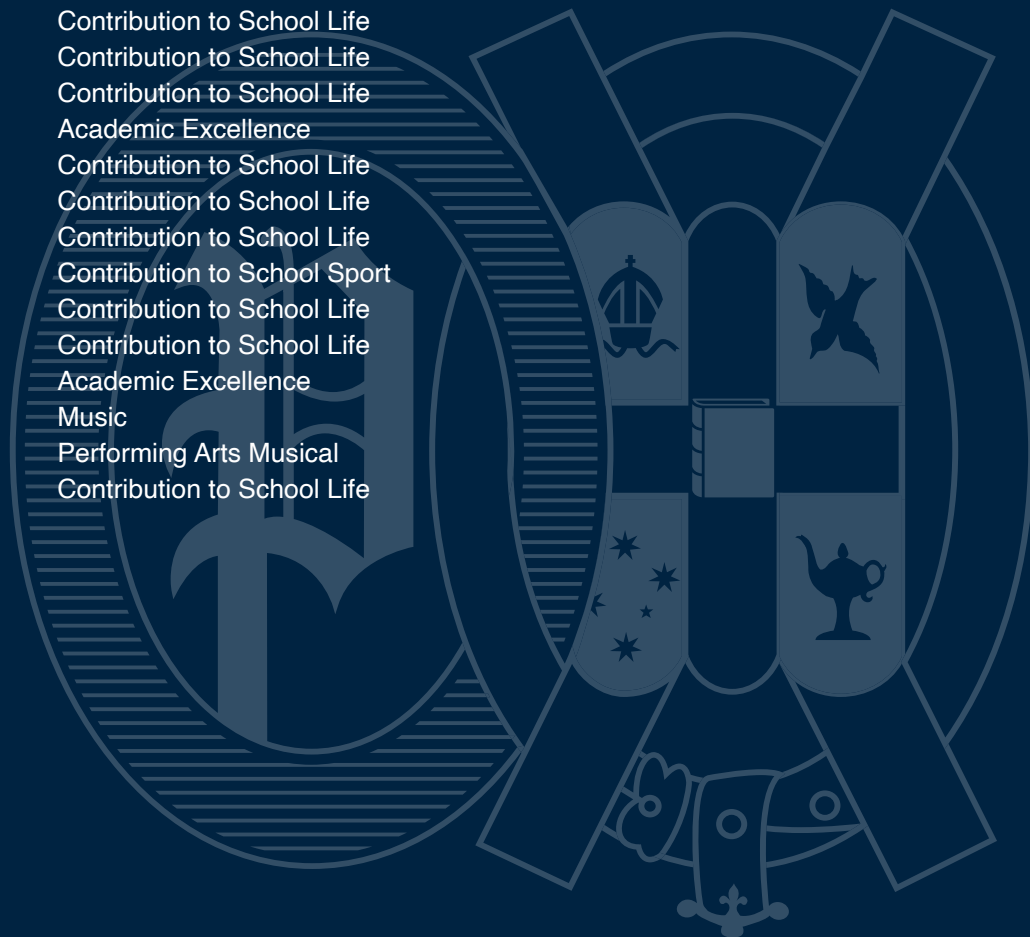 Contribution to School Life
Contribution to School Life
Contribution to School Life
Academic Excellence
Contribution to School Life
Contribution to School Life
Contribution to School Life
Contribution to School Sport
Contribution to School Life
Contribution to School Life
Academic Excellence
Music
Performing Arts Musical
Contribution to School Life